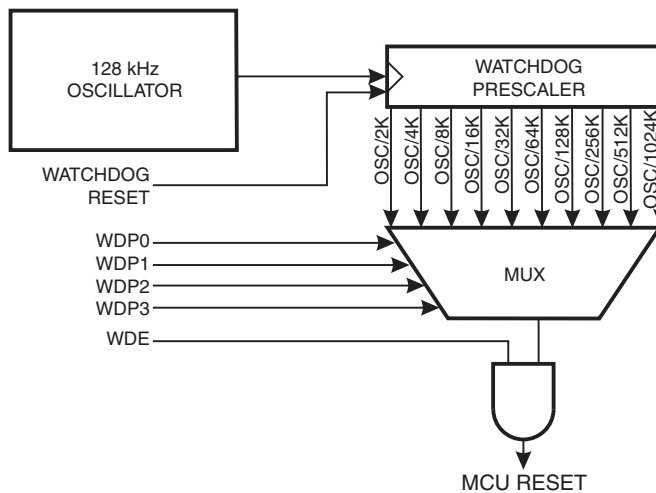 128 kHz
OSCILLATOR
WATCHDOG
PRESCALER
OSC/2K
OSC/4K
OSC/8K
OSC/16K
OSC/32K
OSC/64K
OSC/128K
OSC/256K
OSC/512K
OSC/1024K
WATCHDOG
RESET
WDP0
WDP1
WDP2
WDP3
WDE
MUX
MCU RESET